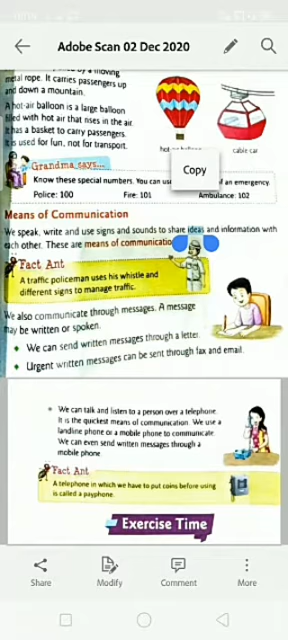 Adobe Scan 02 Dec 2020
metal rope. It carries passengers up
and down a mountain.
A hot-air balloon is a large balloon
filled with hot air that rises in the air.
It has a basket to carry passengers.
It is used for fun, not for transport.
cable car
Copy
Grandma says...
Know these special numbers. You can
of an emergency.
Police: 100 Fire: 101 Ambulance: 102
Means of Communication
We speak, write and use signs and sounds to share ideas and information with
each other. These are means of communication
Fact Ant
A traffic policeman uses his whistle and
different signs to manage traffic.
We also communicate through messages. A message
may be written or spoken.
We can send written messages through a letter.
Urgent written messages can be sent through fax and email.
We can talk and listen to a person over a telephone.
It is the quickest means of communication. We use a
landline phone or a mobile phone to communicate.
We can even send written messages through a
mobile phone
Fact Ant
A telephone in which we have to put coins before using
is called a payphone.
Exercise Time
Share Modify Comment More